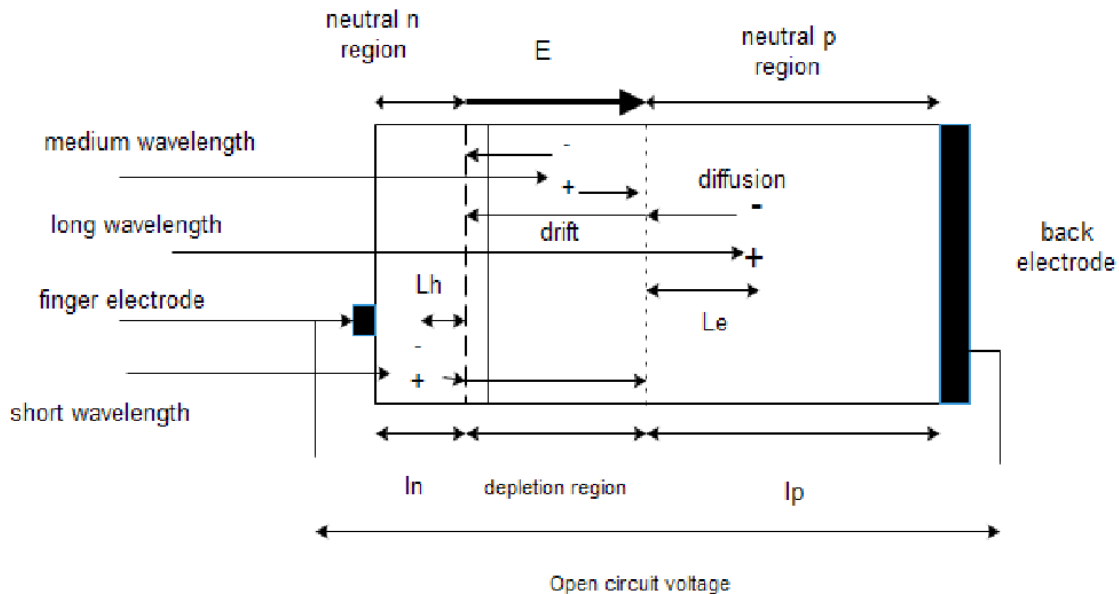 neutral n
region
E
neutral p
region
medium wavelength
-
+
diffusion
-
long wavelength
drift
+
back
electrode
finger electrode
Lh
Le
-
+
short wavelength
ln
depletion region
lp
Open circuit voltage